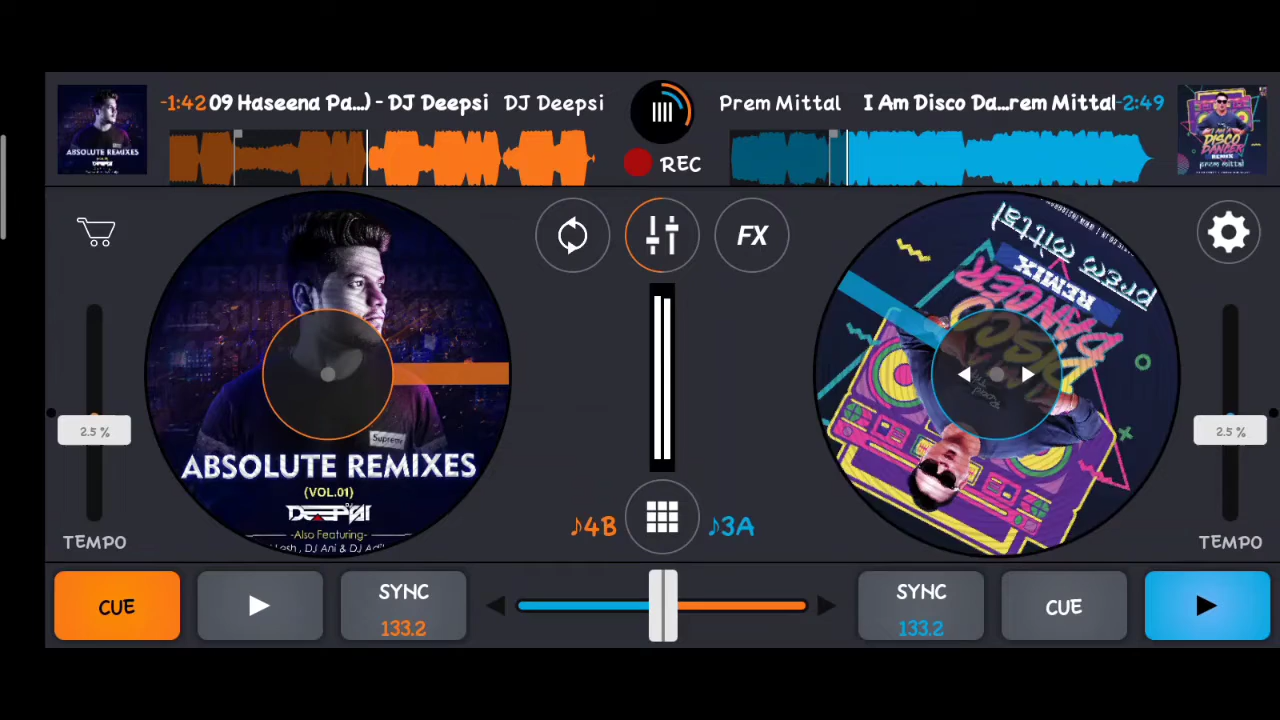 -1:42 09 Haseena Pa...) - DJ Deepsi DJ Deepsi
Prem Mittal I Am Disco Da...rem Mittal -2:49
REC
ABSOLUTE REMIXES
FX
prem mittal
REMIX
DISCO
DANCER
Supreme
ABSOLUTE REMIXES
(VOL.01)
DEEPSI
-Also Featuring-
2.5 %
2.5 %
TEMPO
♪4B
♪3A
TEMPO
CUE
SYNC
133.2
SYNC
133.2
CUE